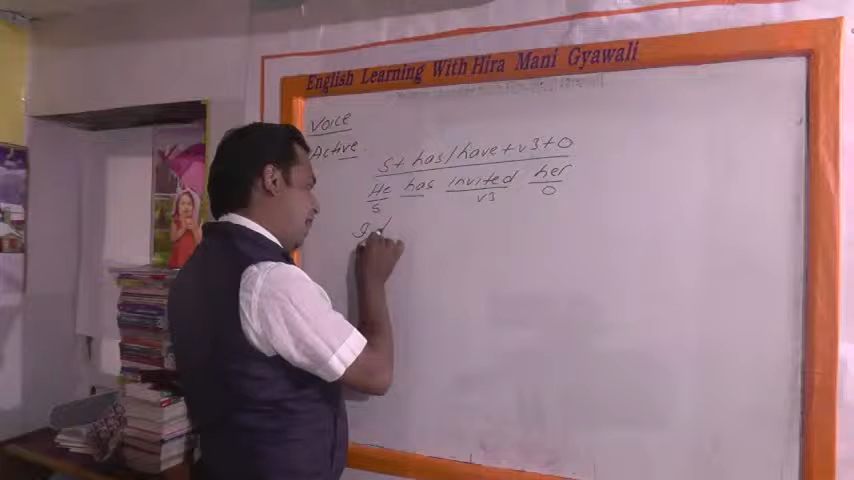 English Learning With Hira Mani Gyawali
Voice
Active.
S + has/have + v3 + O
He has invited her
S v3 O